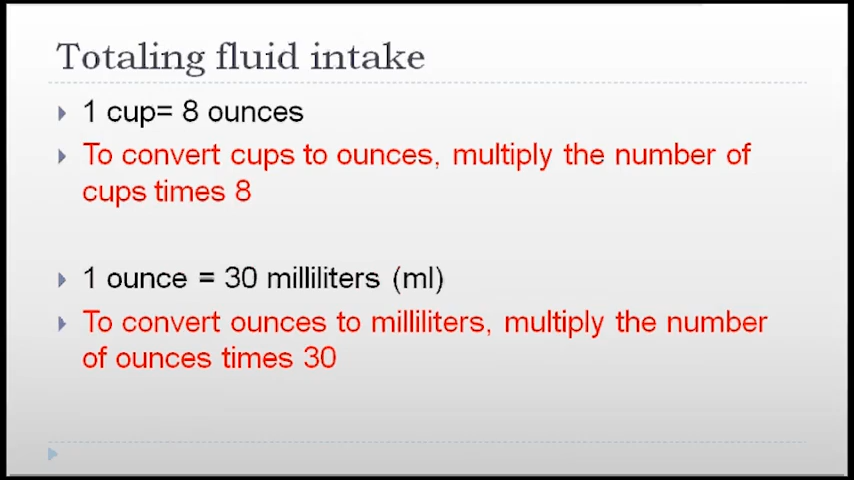 Totaling fluid intake
1 cup= 8 ounces
To convert cups to ounces, multiply the number of
cups times 8
1 ounce = 30 milliliters (ml)
To convert ounces to milliliters, multiply the number
of ounces times 30